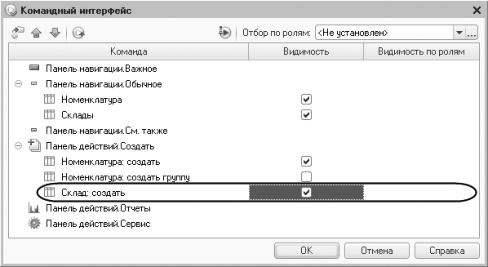 Командный интерфейс
Отбор по ролям: <Не установлен>
Команда Видимость Видимость по ролям
Панель навигации.Важное
Панель навигации.Обычное
Номенклатура
Склады
Панель навигации.См. также
Панель действий.Создать
Номенклатура: создать
Номенклатура: создать группу
Склад: создать
Панель действий.Отчеты
Панель действий.Сервис
ОК Отмена Справка